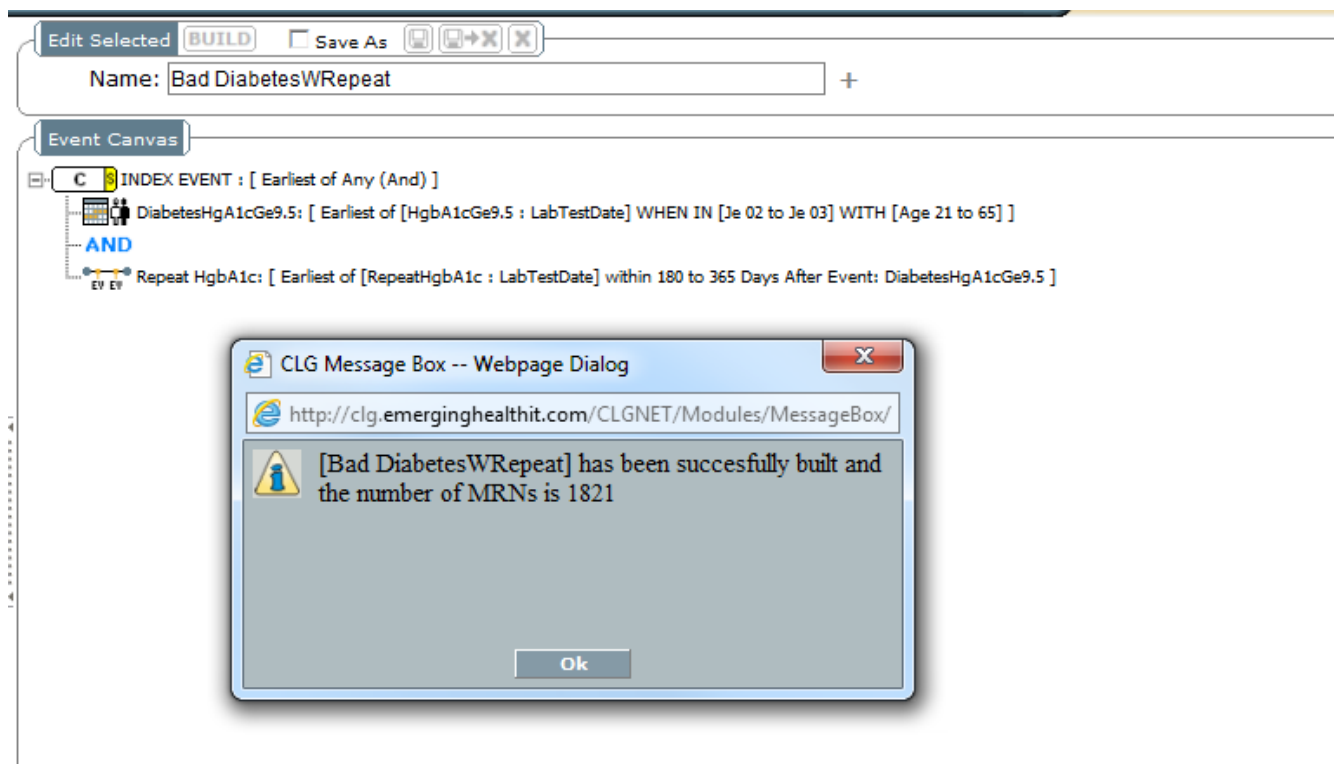 Edit Selected BUILD Save As
Name: Bad DiabetesWRepeat +
Event Canvas
C S INDEX EVENT : [ Earliest of Any (And) ]
DiabetesHgA1cGe9.5: [ Earliest of [HgbA1cGe9.5 : LabTestDate] WHEN IN [Je 02 to Je 03] WITH [Age 21 to 65] ]
AND
EV EV Repeat HgbA1c: [ Earliest of [RepeatHgbA1c : LabTestDate] within 180 to 365 Days After Event: DiabetesHgA1cGe9.5 ]
CLG Message Box -- Webpage Dialog
http://clg.emerginghealthit.com/CLGNET/Modules/MessageBox/
[Bad DiabetesWRepeat] has been succesfully built and
the number of MRNs is 1821
Ok